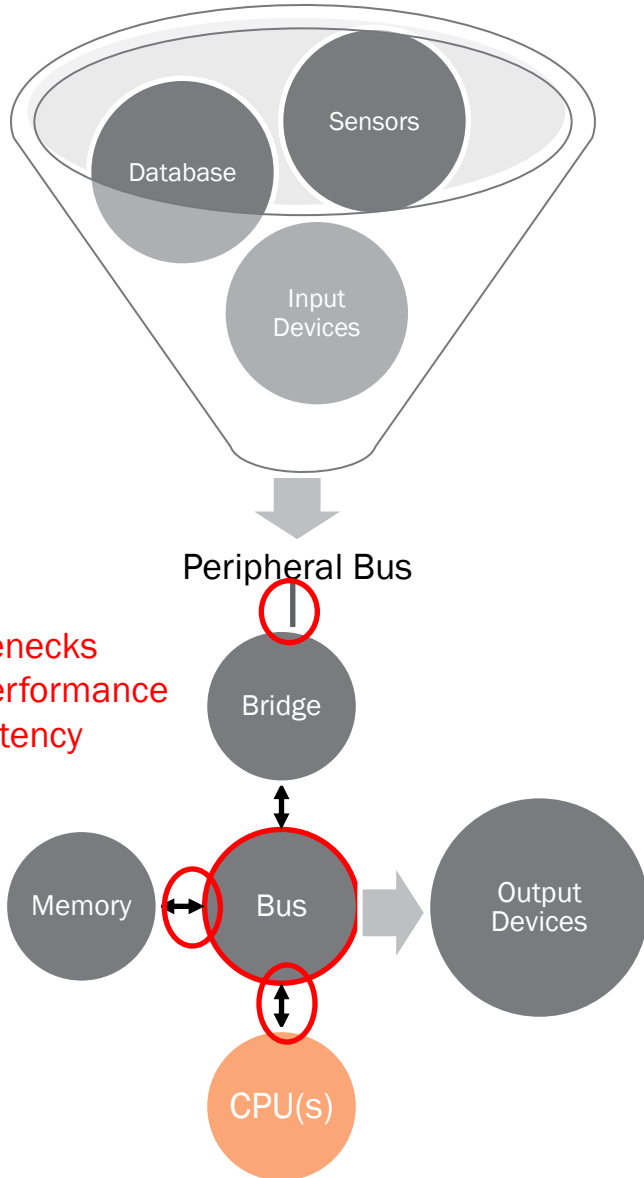 Sensors
Database
Input
Devices
Peripheral Bus
enecks
erformance
tency
Bridge
Memory
Bus
Output
Devices
CPU(s)